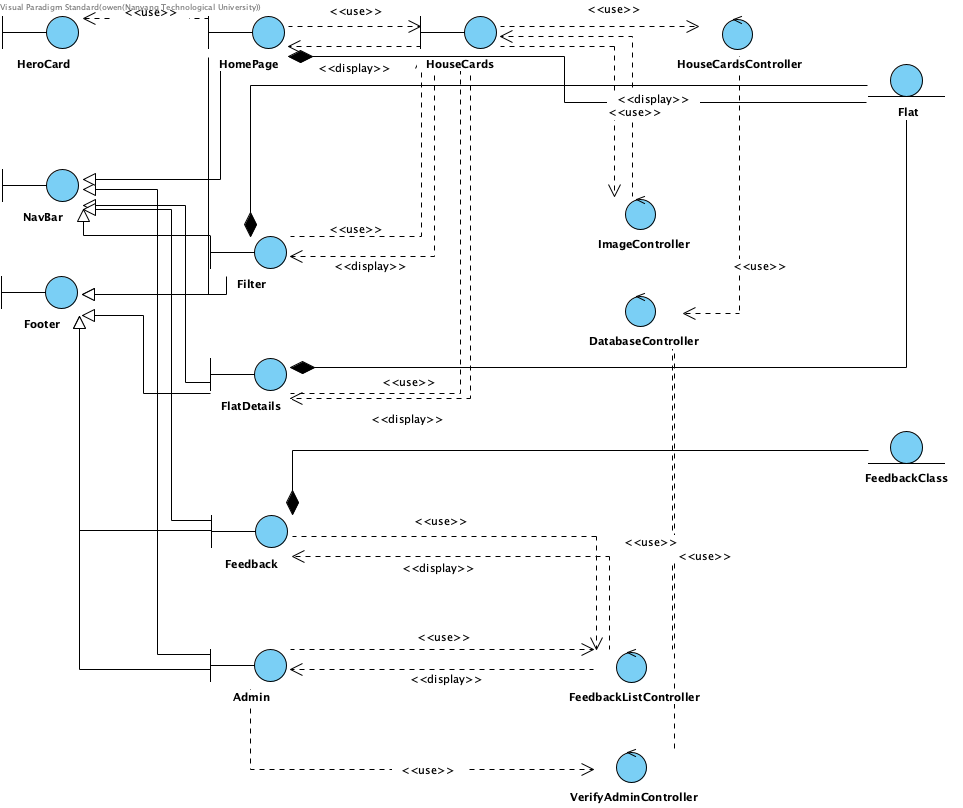 Visual Paradigm Standard(owen(Nanyang Technological University))
<<use>>
<<use>>
<<use>>
HeroCard
HomePage
<<display>>
HouseCards
HouseCardsController
<<display>>
<<use>>
Flat
NavBar
<<use>>
ImageController
<<display>>
<<use>>
Filter
Footer
DatabaseController
<<use>>
FlatDetails
<<display>>
FeedbackClass
<<use>>
<<use>>
<<use>>
Feedback
<<display>>
<<use>>
<<display>>
Admin
FeedbackListController
<<use>>
VerifyAdminController